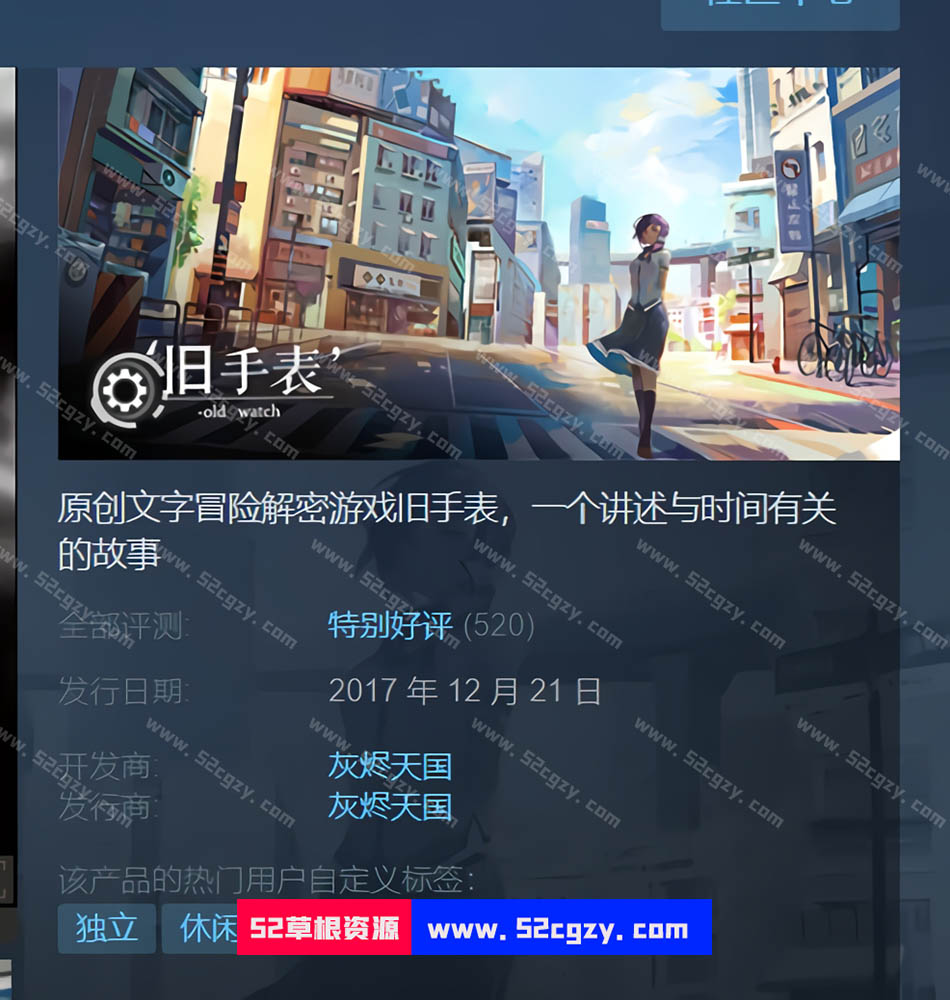 旧手表’
·old watch
原创文字冒险解密游戏旧手表，一个讲述与时间有关
的故事
全部评测:
特别好评 (520)
发行日期:
2017 年 12 月 21 日
开发商:
灰烬天国
发行商:
灰烬天国
该产品的热门用户自定义标签:
独立
休闲
52草根资源
www.52cgzy.com